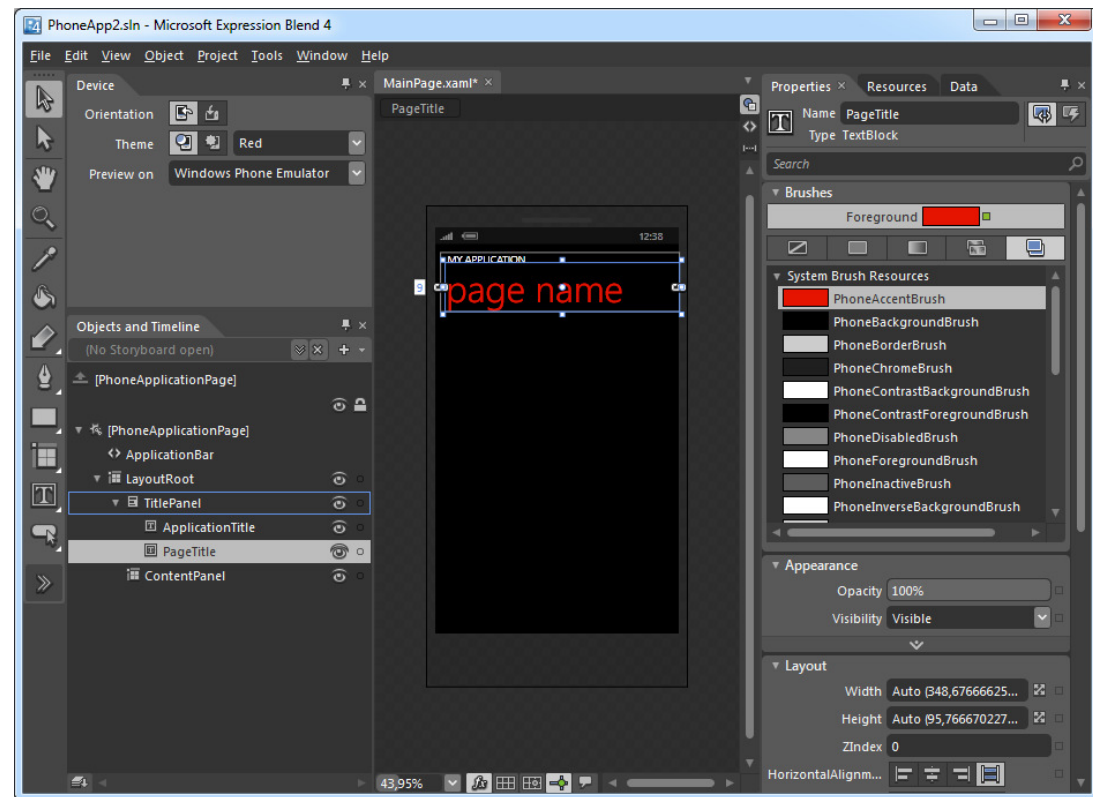 PhoneApp2.sln - Microsoft Expression Blend 4
File Edit View Object Project Tools Window Help
Device
Orientation
Theme Red
Preview on Windows Phone Emulator
Objects and Timeline
(No Storyboard open)
[PhoneApplicationPage]
[PhoneApplicationPage]
ApplicationBar
LayoutRoot
TitlePanel
ApplicationTitle
PageTitle
ContentPanel
MainPage.xaml*
PageTitle
12:38
MY APPLICATION
9
page name
43,95%
Properties Resources Data
Name PageTitle
Type TextBlock
Search
Brushes
Foreground
System Brush Resources
PhoneAccentBrush
PhoneBackgroundBrush
PhoneBorderBrush
PhoneChromeBrush
PhoneContrastBackgroundBrush
PhoneContrastForegroundBrush
PhoneDisabledBrush
PhoneForegroundBrush
PhoneInactiveBrush
PhoneInverseBackgroundBrush
Appearance
Opacity 100%
Visibility Visible
Layout
Width Auto (348,67666625...
Height Auto (95,766670227...
ZIndex 0
HorizontalAlignm...